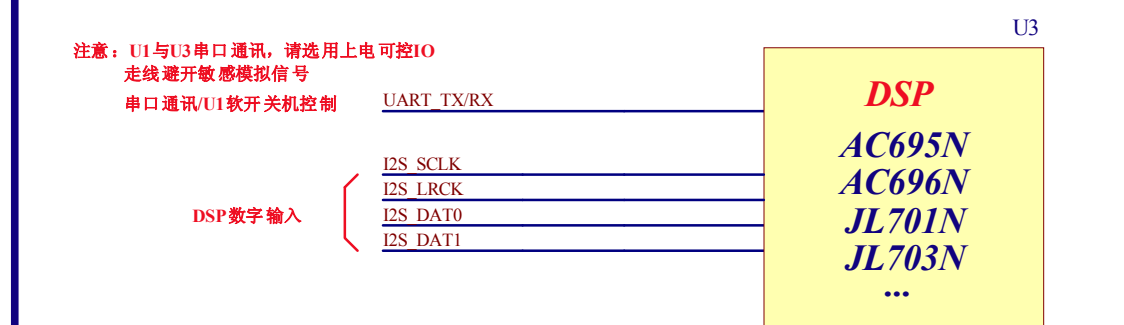 U3
注意：U1与U3串口通讯，请选用上电可控IO
走线避开敏感模拟信号
串口通讯/U1软开关机控制
UART_TX/RX
DSP
AC695N
I2S_SCLK
AC696N
I2S_LRCK
DSP数字输入
I2S_DAT0
JL701N
I2S_DAT1
JL703N
...